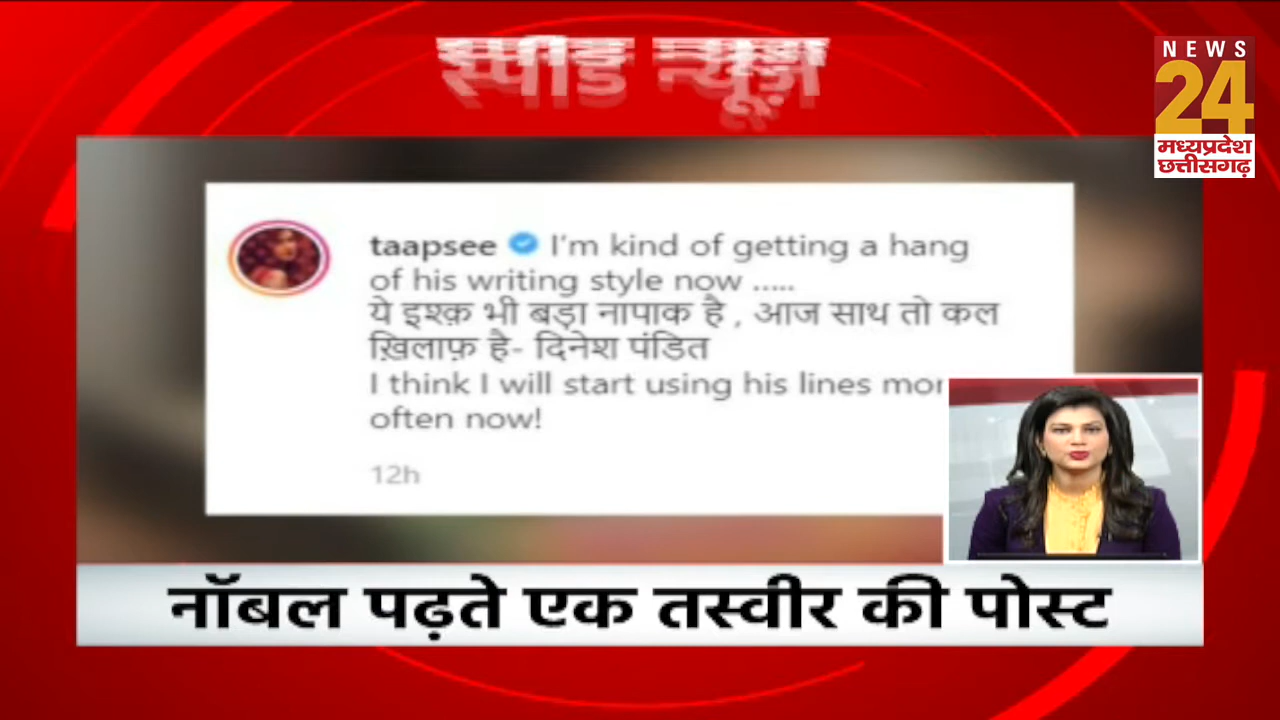 स्पीड न्यूज़
NEWS
24
मध्यप्रदेश
छत्तीसगढ़
taapsee I'm kind of getting a hang
of his writing style now .....
ये इश्क़ भी बड़ा नापाक है , आज साथ तो कल
ख़िलाफ़ है- दिनेश पंडित
I think I will start using his lines
often now!
12h
नॉबल पढ़ते एक तस्वीर की पोस्ट